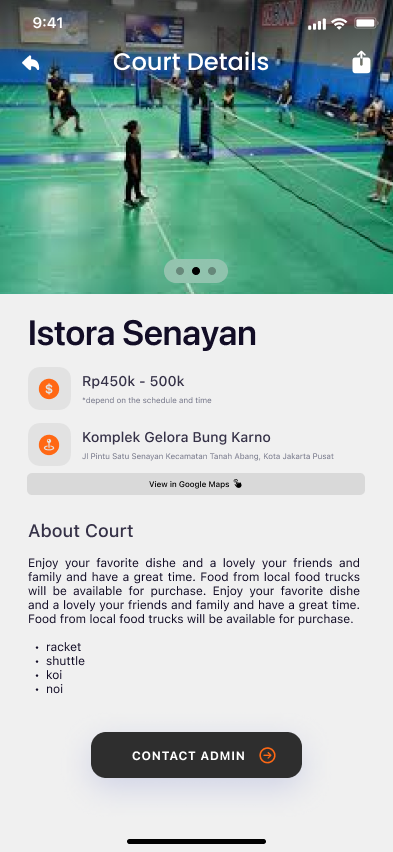 9:41
Court Details
Istora Senayan
Rp450k - 500k
*depend on the schedule and time
Komplek Gelora Bung Karno
Jl Pintu Satu Senayan Kecamatan Tanah Abang, Kota Jakarta Pusat
View in Google Maps
About Court
Enjoy your favorite dishe and a lovely your friends and
family and have a great time. Food from local food trucks
will be available for purchase. Enjoy your favorite dishe
and a lovely your friends and family and have a great time.
Food from local food trucks will be available for purchase.
• racket
• shuttle
• koi
• noi
CONTACT ADMIN